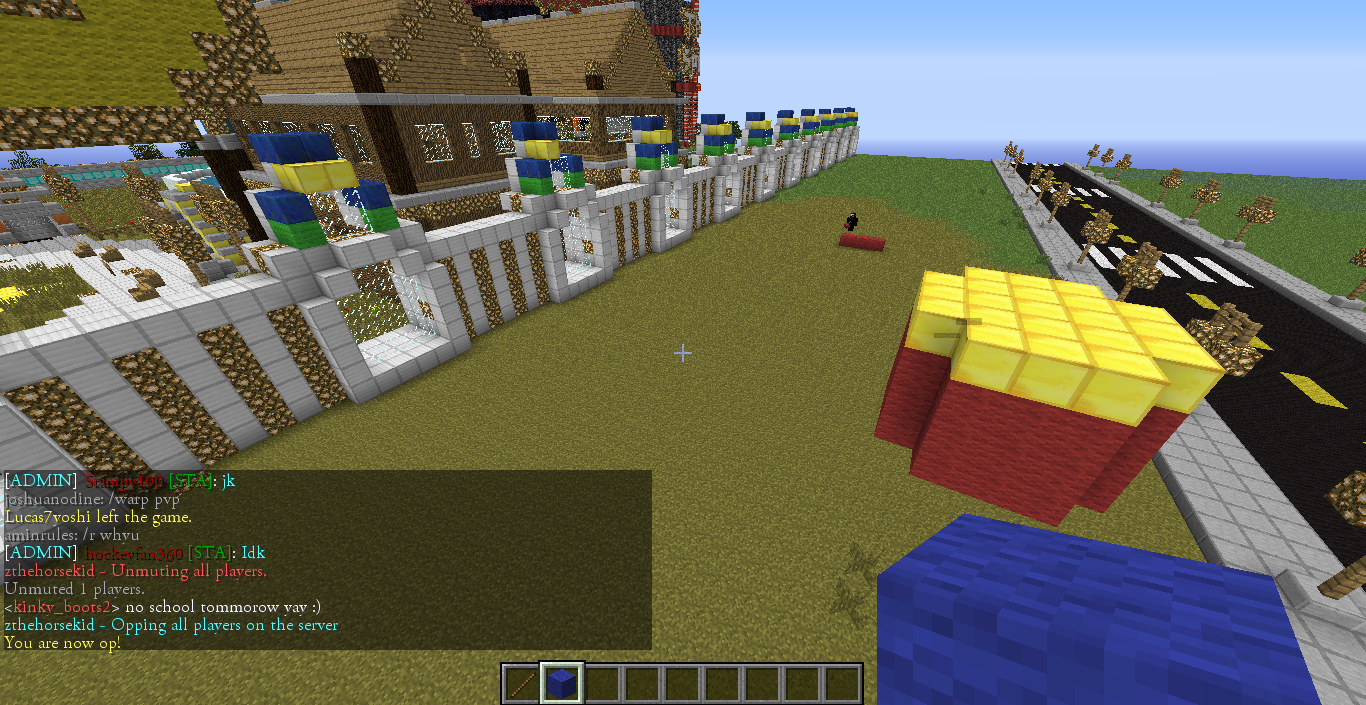 [ADMIN] Stimpy100 [STA]: jk
joshuanodine: /warp pvp
Lucas7yoshi left the game.
aminrules: /r whyu
[ADMIN] [STA]: Idk
zthehorsekid - Unmuting all players.
Unmuted 1 players.
<kinky_boots2> no school tommorow yay :)
zthehorsekid - Opping all players on the server
You are now op!